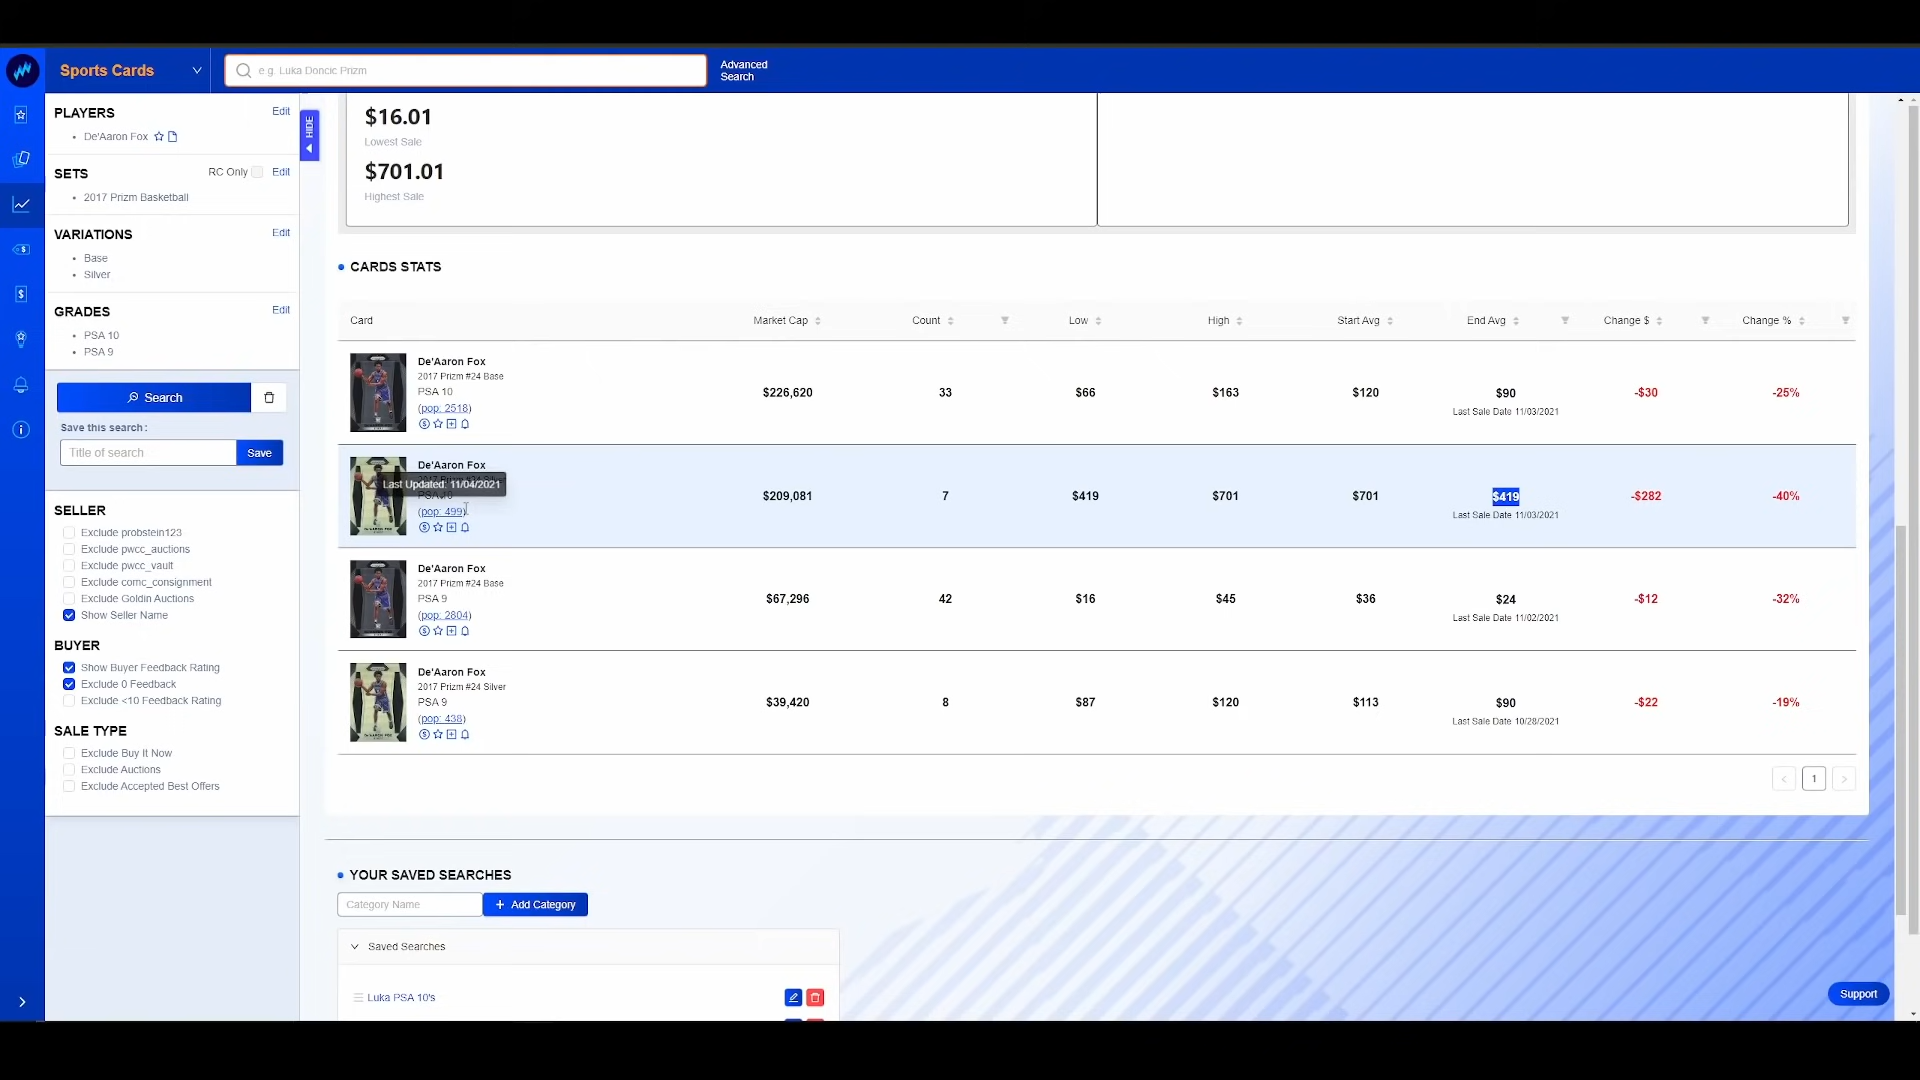 Sports Cards
e.g. Luka Doncic Prizm
Advanced
Search
PLAYERS
Edit
De'Aaron Fox
SETS
RC Only
Edit
2017 Prizm Basketball
VARIATIONS
Edit
Base
Silver
GRADES
Edit
PSA 10
PSA 9
Search
Save this search:
Title of search
Save
SELLER
Exclude probstein123
Exclude pwcc_auctions
Exclude pwcc_vault
Exclude comc_consignment
Exclude Goldin Auctions
Show Seller Name
BUYER
Show Buyer Feedback Rating
Exclude 0 Feedback
Exclude <10 Feedback Rating
SALE TYPE
Exclude Buy It Now
Exclude Auctions
Exclude Accepted Best Offers
HIDE
$16.01
Lowest Sale
$701.01
Highest Sale
CARDS STATS
Card Market Cap Count Low High Start Avg End Avg Change $ Change %
De'Aaron Fox
2017 Prizm #24 Base
PSA 10
(pop: 2518)
$226,620 33 $66 $163 $120 $90 -$30 -25%
Last Sale Date 11/03/2021
De'Aaron Fox
Last Updated: 11/04/2021
PSA 10
(pop: 499)
$209,081 7 $419 $701 $701 $419 -$282 -40%
Last Sale Date 11/03/2021
De'Aaron Fox
2017 Prizm #24 Base
PSA 9
(pop: 2804)
$67,296 42 $16 $45 $36 $24 -$12 -32%
Last Sale Date 11/02/2021
De'Aaron Fox
2017 Prizm #24 Silver
PSA 9
(pop: 438)
$39,420 8 $87 $120 $113 $90 -$22 -19%
Last Sale Date 10/28/2021
1
YOUR SAVED SEARCHES
Category Name
+ Add Category
Saved Searches
Luka PSA 10's
Support